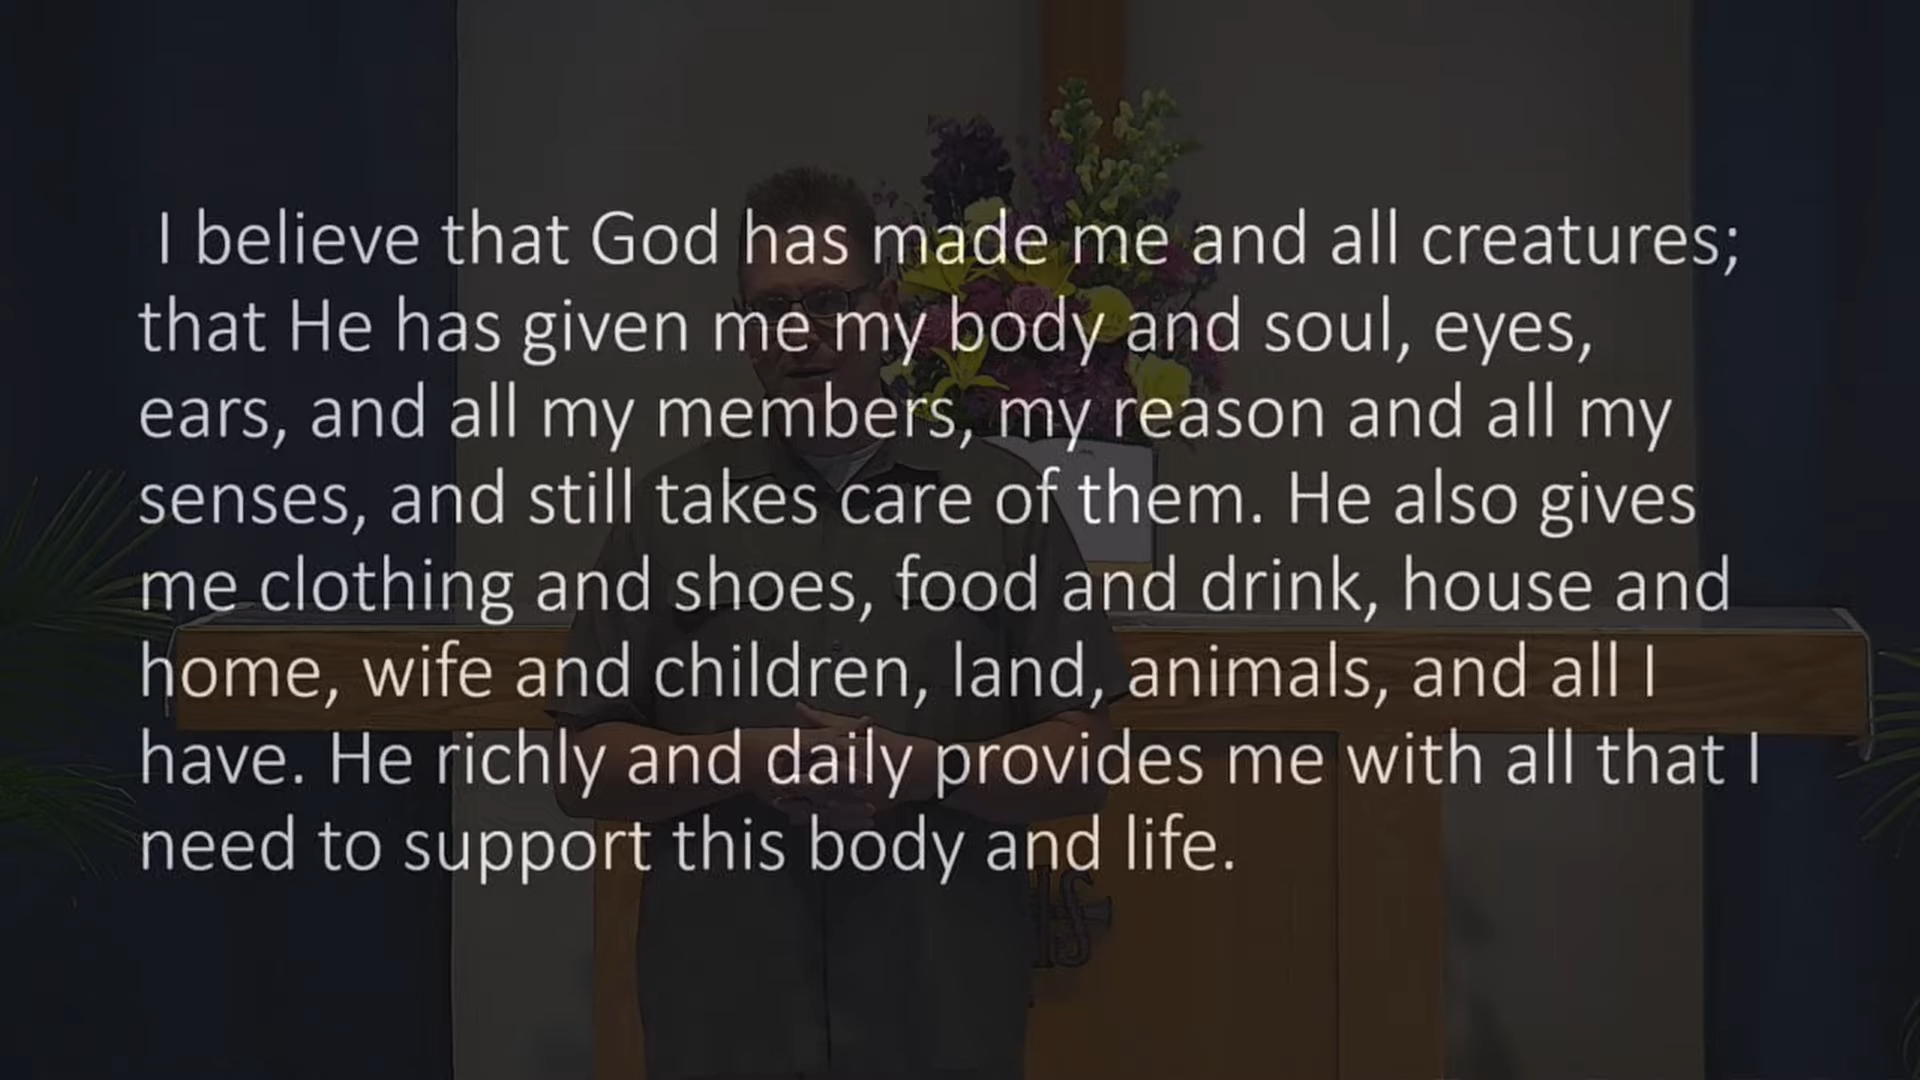 I believe that God has made me and all creatures;
that He has given me my body and soul, eyes,
ears, and all my members, my reason and all my
senses, and still takes care of them. He also gives
me clothing and shoes, food and drink, house and
home, wife and children, land, animals, and all I
have. He richly and daily provides me with all that I
need to support this body and life.